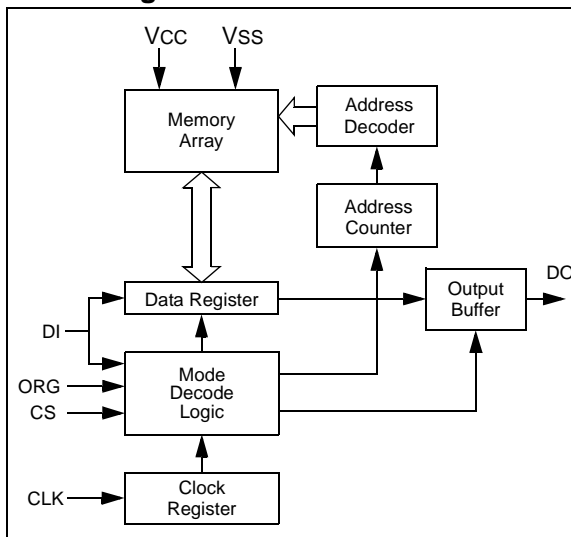 VCC VSS
Memory
Array
Address
Decoder
Address
Counter
Data Register
Output
Buffer
DO
DI
Mode
Decode
Logic
ORG
CS
CLK
Clock
Register